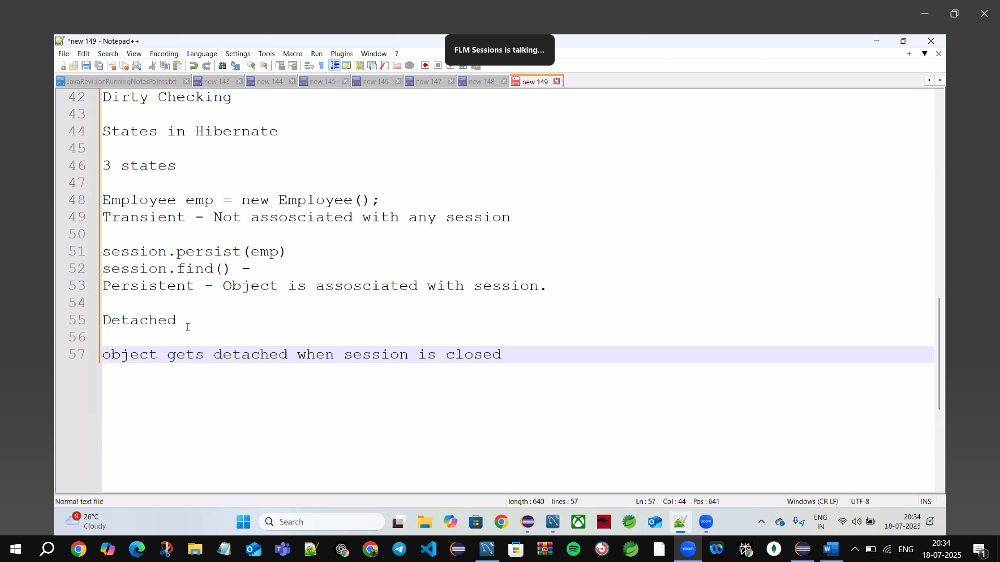 *new 149 - Notepad++
FLM Sessions is talking...
File Edit Search View Encoding Language Settings Tools Macro Run Plugins Window ?
JavaRevisionRunningNotesPoints.txt new 143 new 144 new 145 new 146 new 147 new 148 new 149
42 Dirty Checking
43
44 States in Hibernate
45
46 3 states
47
48 Employee emp = new Employee();
49 Transient - Not assosciated with any session
50
51 session.persist(emp)
52 session.find() -
53 Persistent - Object is assosciated with session.
54
55 Detached
56
57 object gets detached when session is closed
Normal text file length : 640 lines : 57 Ln : 57 Col : 44 Pos : 641 Windows (CR LF) UTF-8 INS
9 26°C
Cloudy
Search
zoom
ENG
IN
20:34
18-07-2025
zoom
ENG
20:34
18-07-2025
1